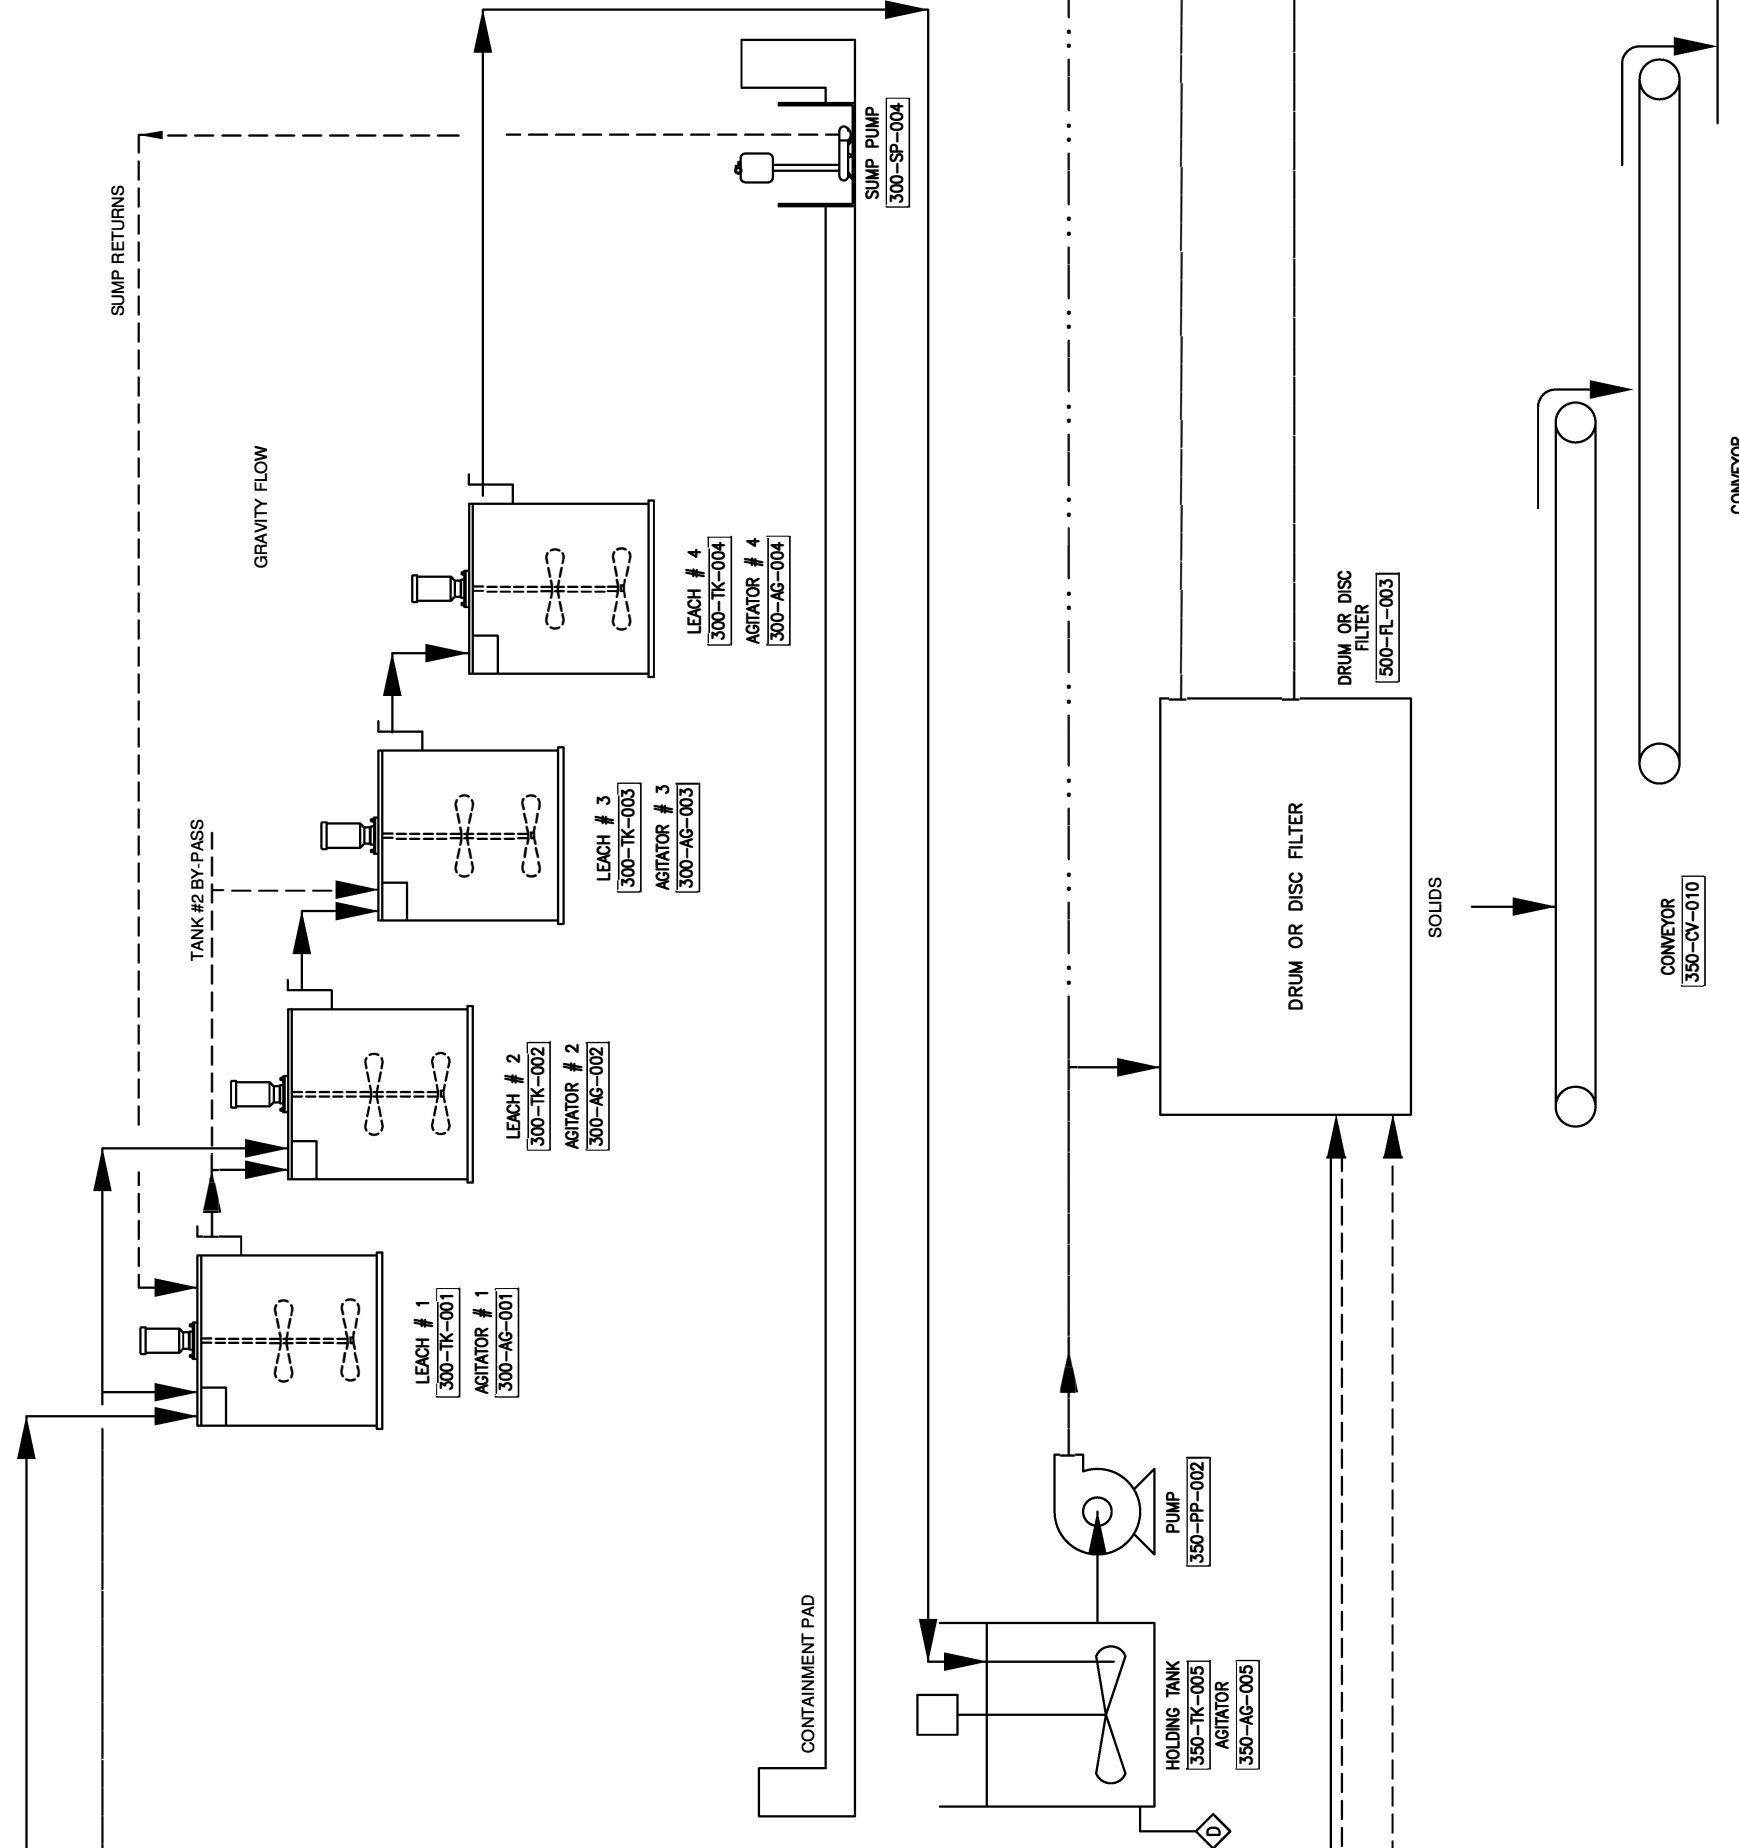 SUMP RETURNS
GRAVITY FLOW
TANK #2 BY-PASS
LEACH # 1
300-TK-001
AGITATOR # 1
300-AG-001
LEACH # 2
300-TK-002
AGITATOR # 2
300-AG-002
LEACH # 3
300-TK-003
AGITATOR # 3
300-AG-003
LEACH # 4
300-TK-004
AGITATOR # 4
300-AG-004
SUMP PUMP
300-SP-004
CONTAINMENT PAD
HOLDING TANK
350-TK-005
AGITATOR
350-AG-005
D
PUMP
350-PP-002
DRUM OR DISC FILTER
DRUM OR DISC
FILTER
500-FL-003
SOLIDS
CONVEYOR
350-CV-010
CONVEYOR